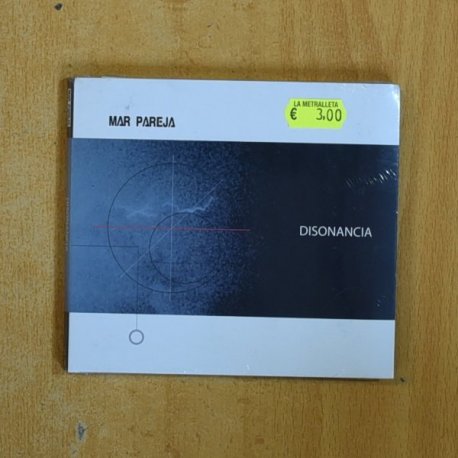 MAR PAREJA
LA METRALLETA
€ 3,00
DISONANCIA